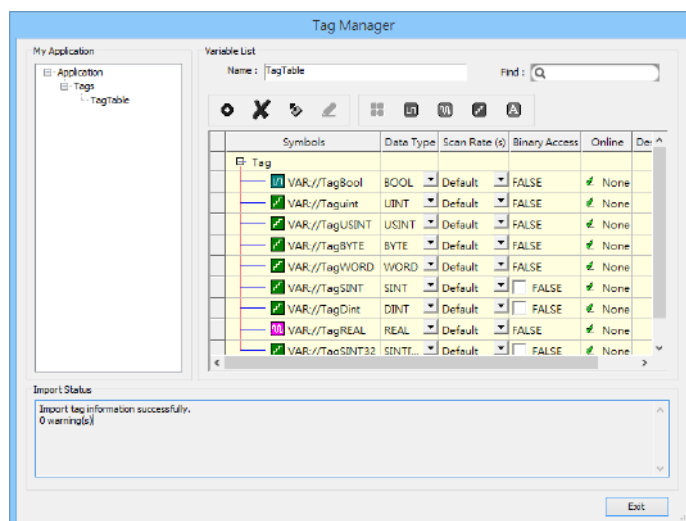 Tag Manager
My Application
Application
Tags
TagTable
Variable List
Name : TagTable
Find :
Symbols Data Type Scan Rate (s) Binary Access Online De
Tag
VAR://TagBool BOOL Default FALSE None
VAR://Taguint UINT Default FALSE None
VAR://TagUSINT USINT Default FALSE None
VAR://TagBYTE BYTE Default FALSE None
VAR://TagWORD WORD Default FALSE None
VAR://TagSINT SINT Default FALSE None
VAR://TagDint DINT Default FALSE None
VAR://TagREAL REAL Default FALSE None
VAR://TagSINT32 SINT[... Default FALSE None
Import Status
Import tag information successfully.
0 warning(s)
Exit